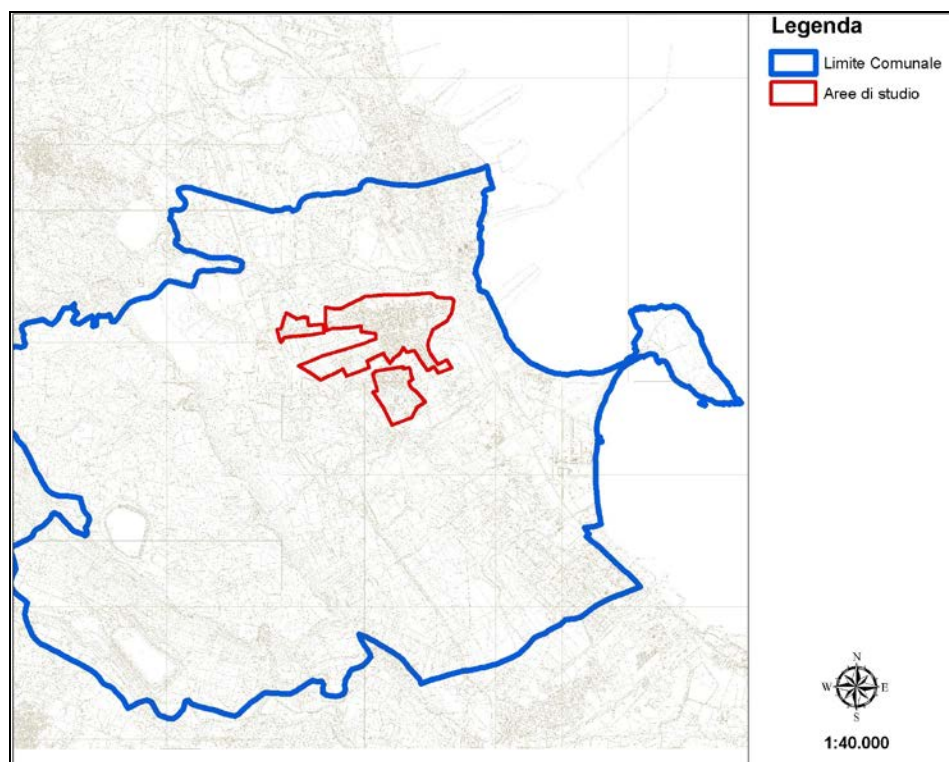 Legenda
Limite Comunale
Aree di studio
N
W E
S
1:40.000